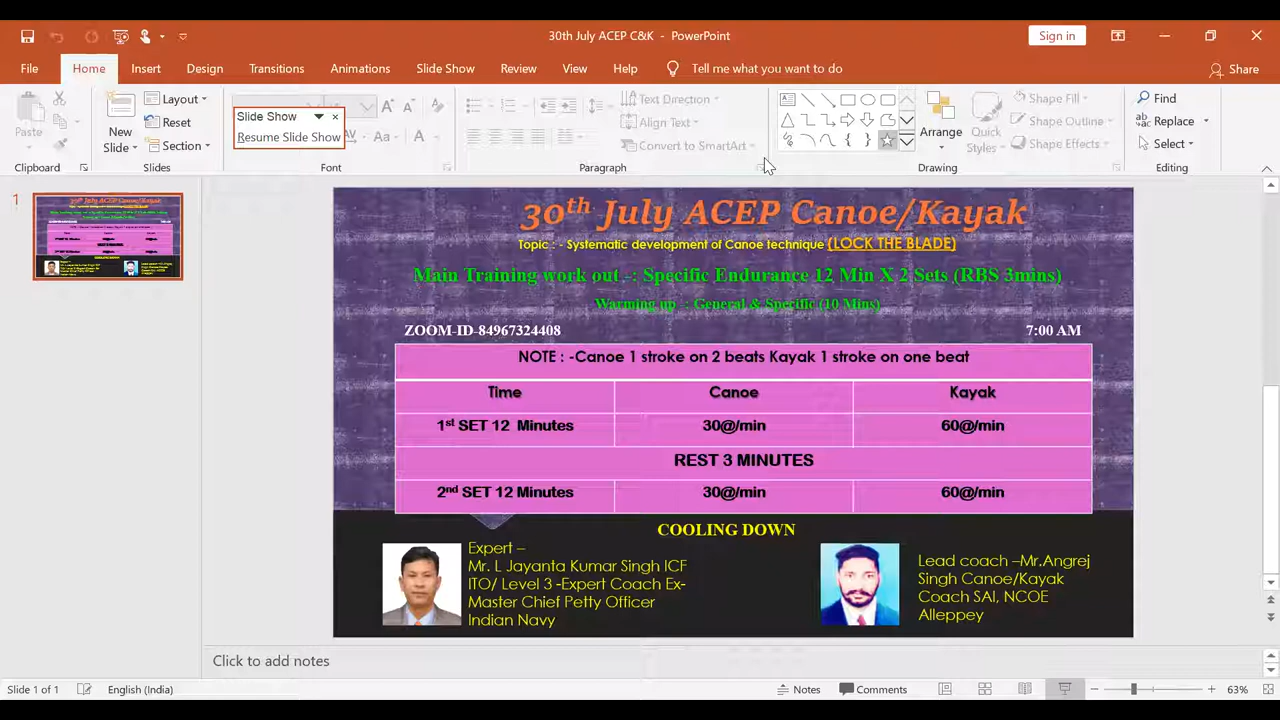 30th July ACEP C&K - PowerPoint
Sign in
File Home Insert Design Transitions Animations Slide Show Review View Help Tell me what you want to do Share
Paste
Clipboard
New Slide
Layout
Reset
Section
Slides
Slide Show
Resume Slide Show
Aa
A
Font
Text Direction
Align Text
Convert to SmartArt
Paragraph
Arrange
Quick Styles
Shape Fill
Shape Outline
Shape Effects
Drawing
Find
Replace
Select
Editing
1
30th July ACEP Canoe/Kayak
Topic : - Systematic development of Canoe technique (LOCK THE BLADE)
Main Training work out -: Specific Endurance 12 Min X 2 Sets (RBS 3mins)
Warming up -: General & Specific (10 Mins)
ZOOM-ID-84967324408 7:00 AM
NOTE : -Canoe 1 stroke on 2 beats Kayak 1 stroke on one beat
Time Canoe Kayak
1st SET 12 Minutes 30@/min 60@/min
REST 3 MINUTES
2nd SET 12 Minutes 30@/min 60@/min
COOLING DOWN
Expert –
Mr. L Jayanta Kumar Singh ICF
ITO/ Level 3 -Expert Coach Ex-
Master Chief Petty Officer
Indian Navy
Lead coach –Mr.Angrej
Singh Canoe/Kayak
Coach SAI, NCOE
Alleppey
Click to add notes
Slide 1 of 1 English (India) Notes Comments 63%